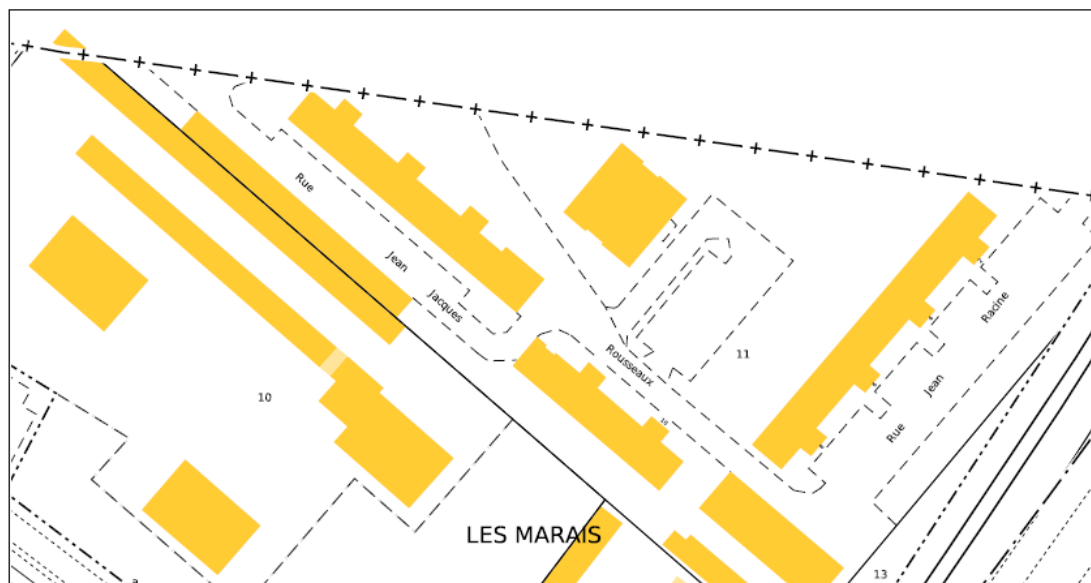 Rue
Jean
Jacques
Rousseaux
11
Racine
Jean
Rue
10
LES MARAIS
13